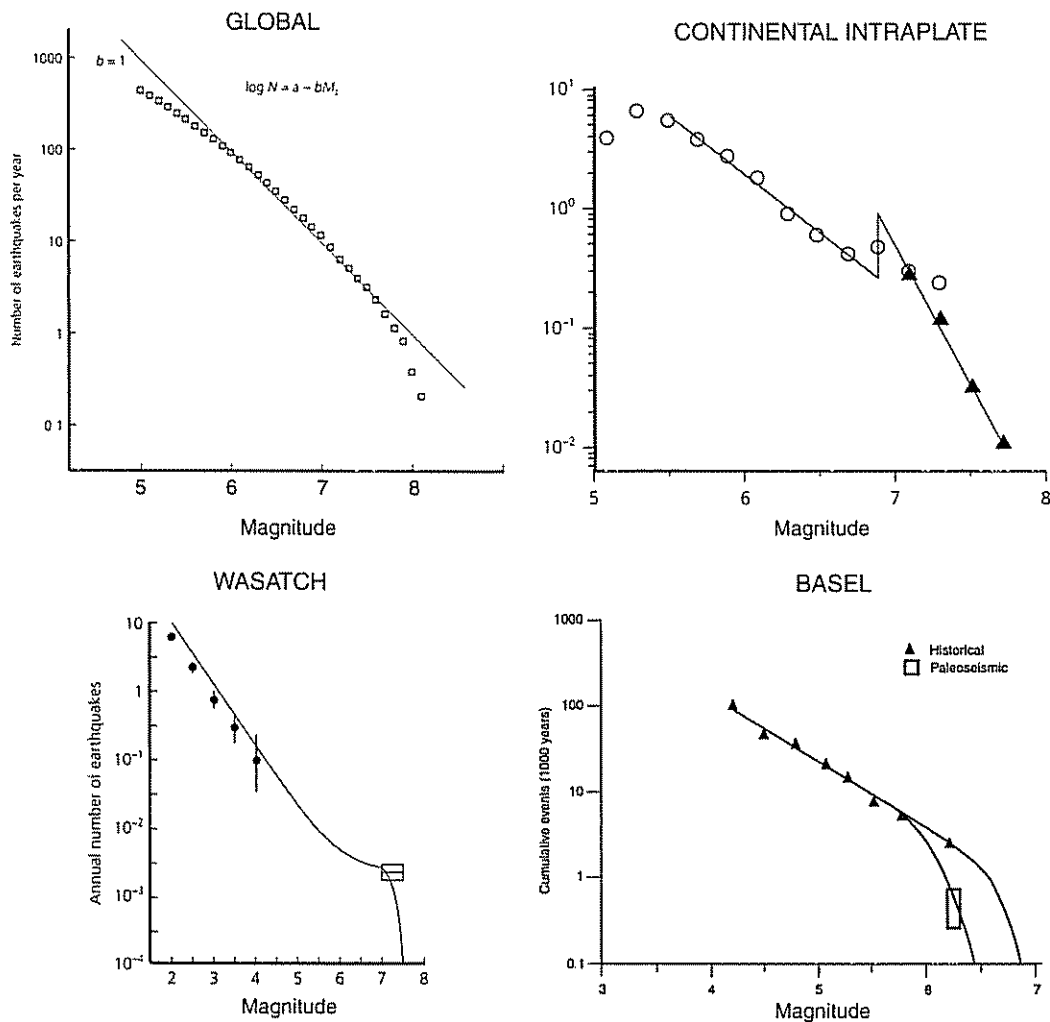 GLOBAL
Number of earthquakes per year
1000
100
10
1
0.1
b = 1
log N = a – bMs
5 6 7 8
Magnitude
CONTINENTAL INTRAPLATE
10¹
10⁰
10⁻¹
10⁻²
5 6 7 8
Magnitude
WASATCH
Annual number of earthquakes
10
1
10⁻¹
10⁻²
10⁻³
10⁻⁴
2 3 4 5 6 7 8
Magnitude
BASEL
Cumulative events (1000 years)
1000
100
10
1
0.1
Historical
Paleoseismic
3 4 5 6 7
Magnitude